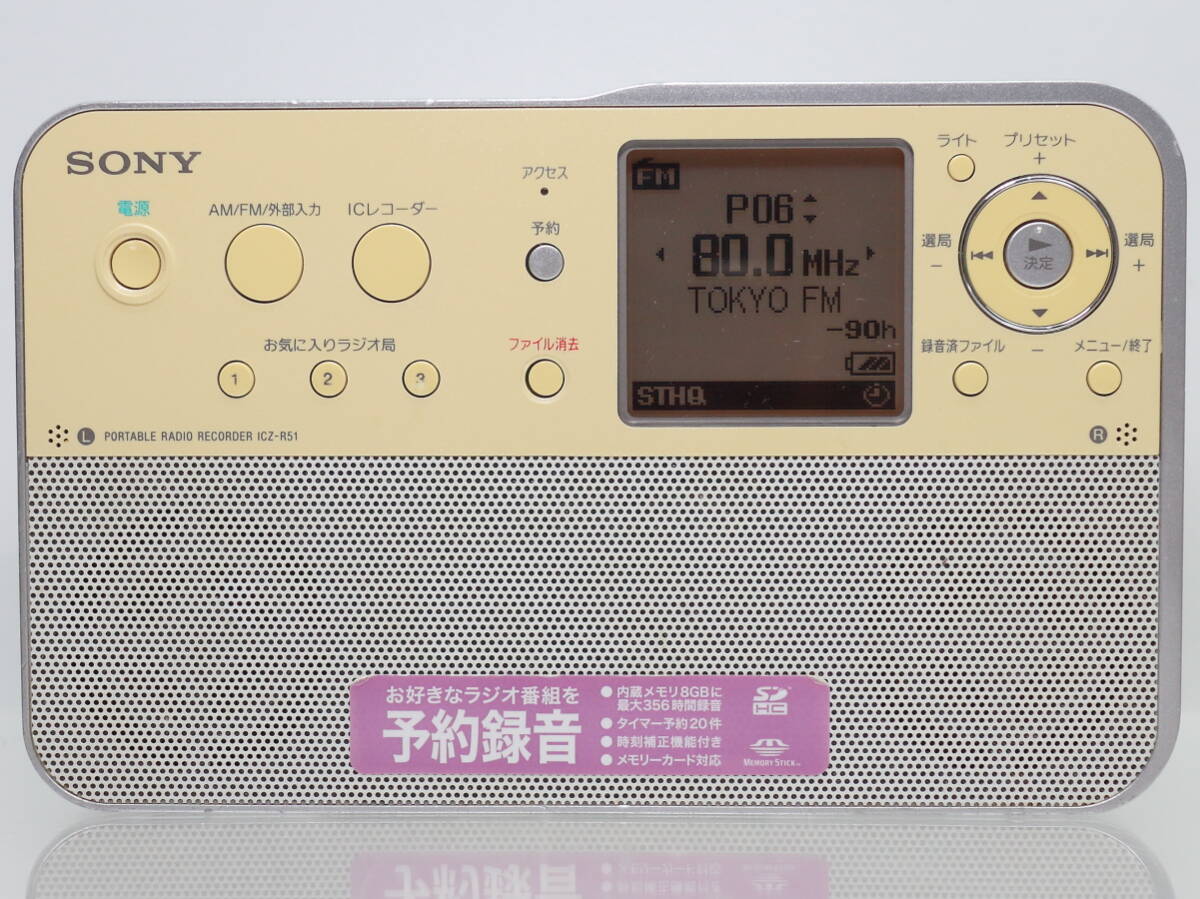 SONY
電源
AM/FM/外部入力
ICレコーダー
アクセス
予約
お気に入りラジオ局
1
2
3
ファイル消去
L PORTABLE RADIO RECORDER ICZ-R51
FM
P06
80.0 MHz
TOKYO FM
-90h
STHQ
ライト
プリセット
+
選局
-
決定
選局
+
-
録音済ファイル
メニュー/終了
R
お好きなラジオ番組を
予約録音
● 内蔵メモリ8GBに
最大356時間録音
● タイマー予約20件
● 時刻補正機能付き
● メモリーカード対応
SD
HC
MEMORY STICK™